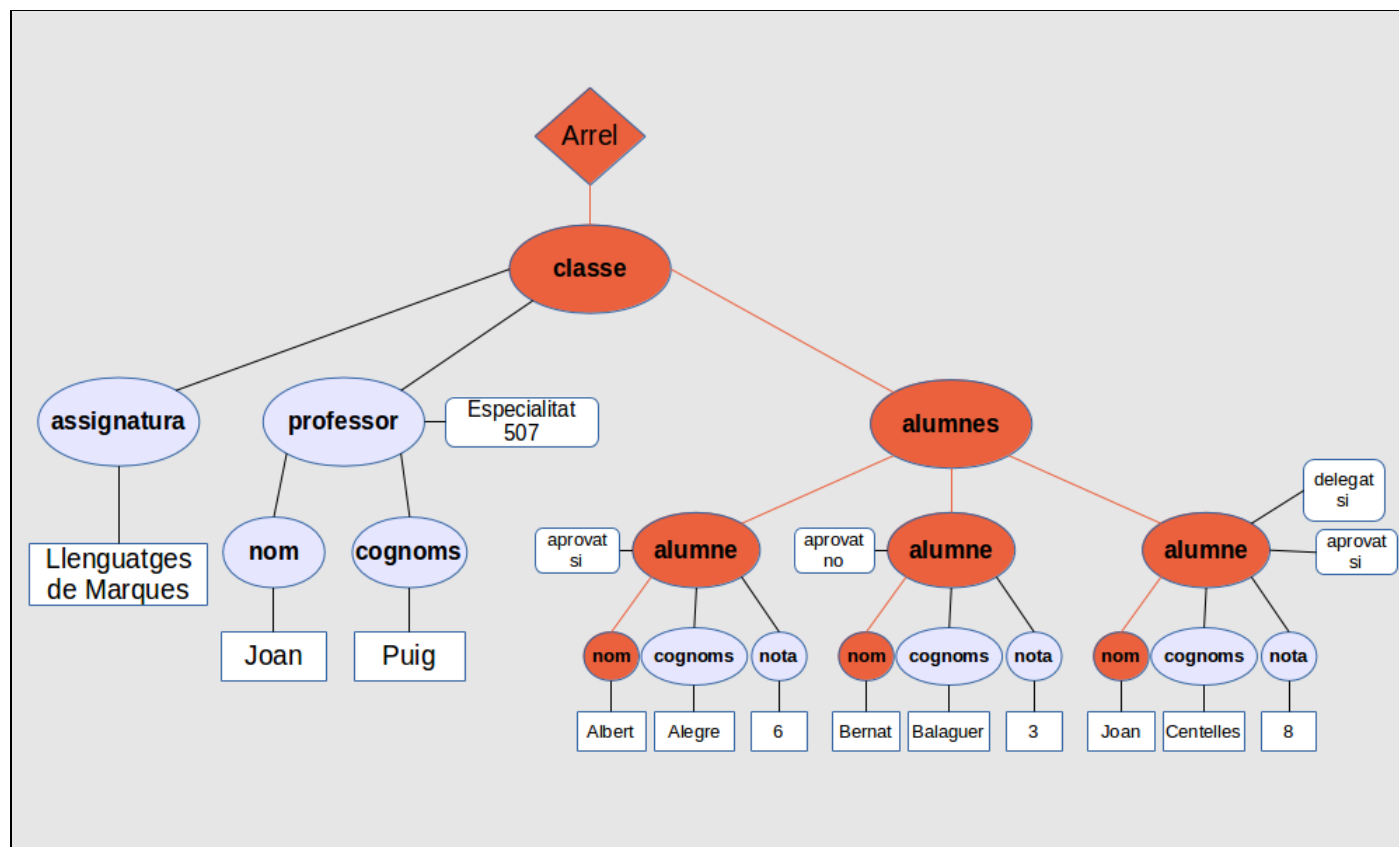 Arrel
classe
assignatura
professor
Especialitat
507
alumnes
delegat
si
nom
cognoms
aprovat
si
alumne
aprovat
no
alumne
alumne
aprovat
si
Llenguatges
de Marques
Joan
Puig
nom
cognoms
nota
nom
cognoms
nota
nom
cognoms
nota
Albert
Alegre
6
Bernat
Balaguer
3
Joan
Centelles
8